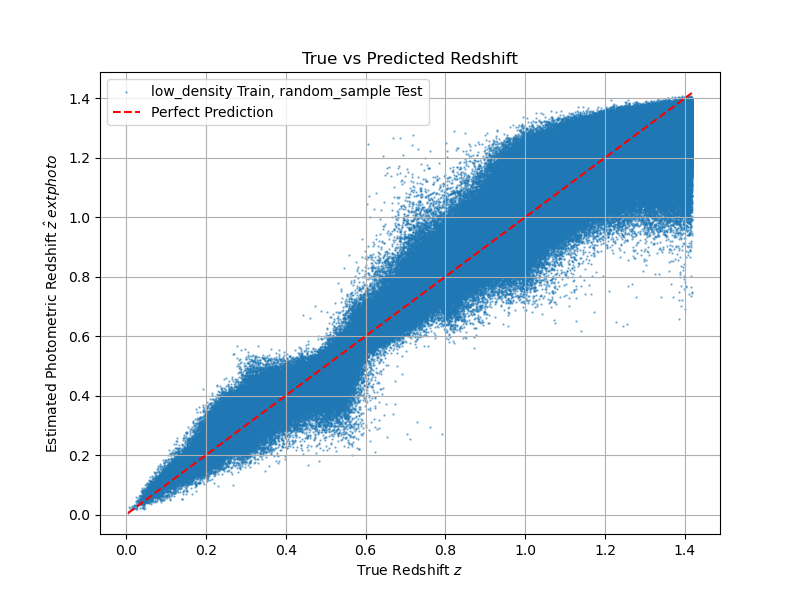 True vs Predicted Redshift
low_density Train, random_sample Test
Perfect Prediction
Estimated Photometric Redshift ẑ extphoto
1.4
1.2
1.0
0.8
0.6
0.4
0.2
0.0
0.0 0.2 0.4 0.6 0.8 1.0 1.2 1.4
True Redshift z